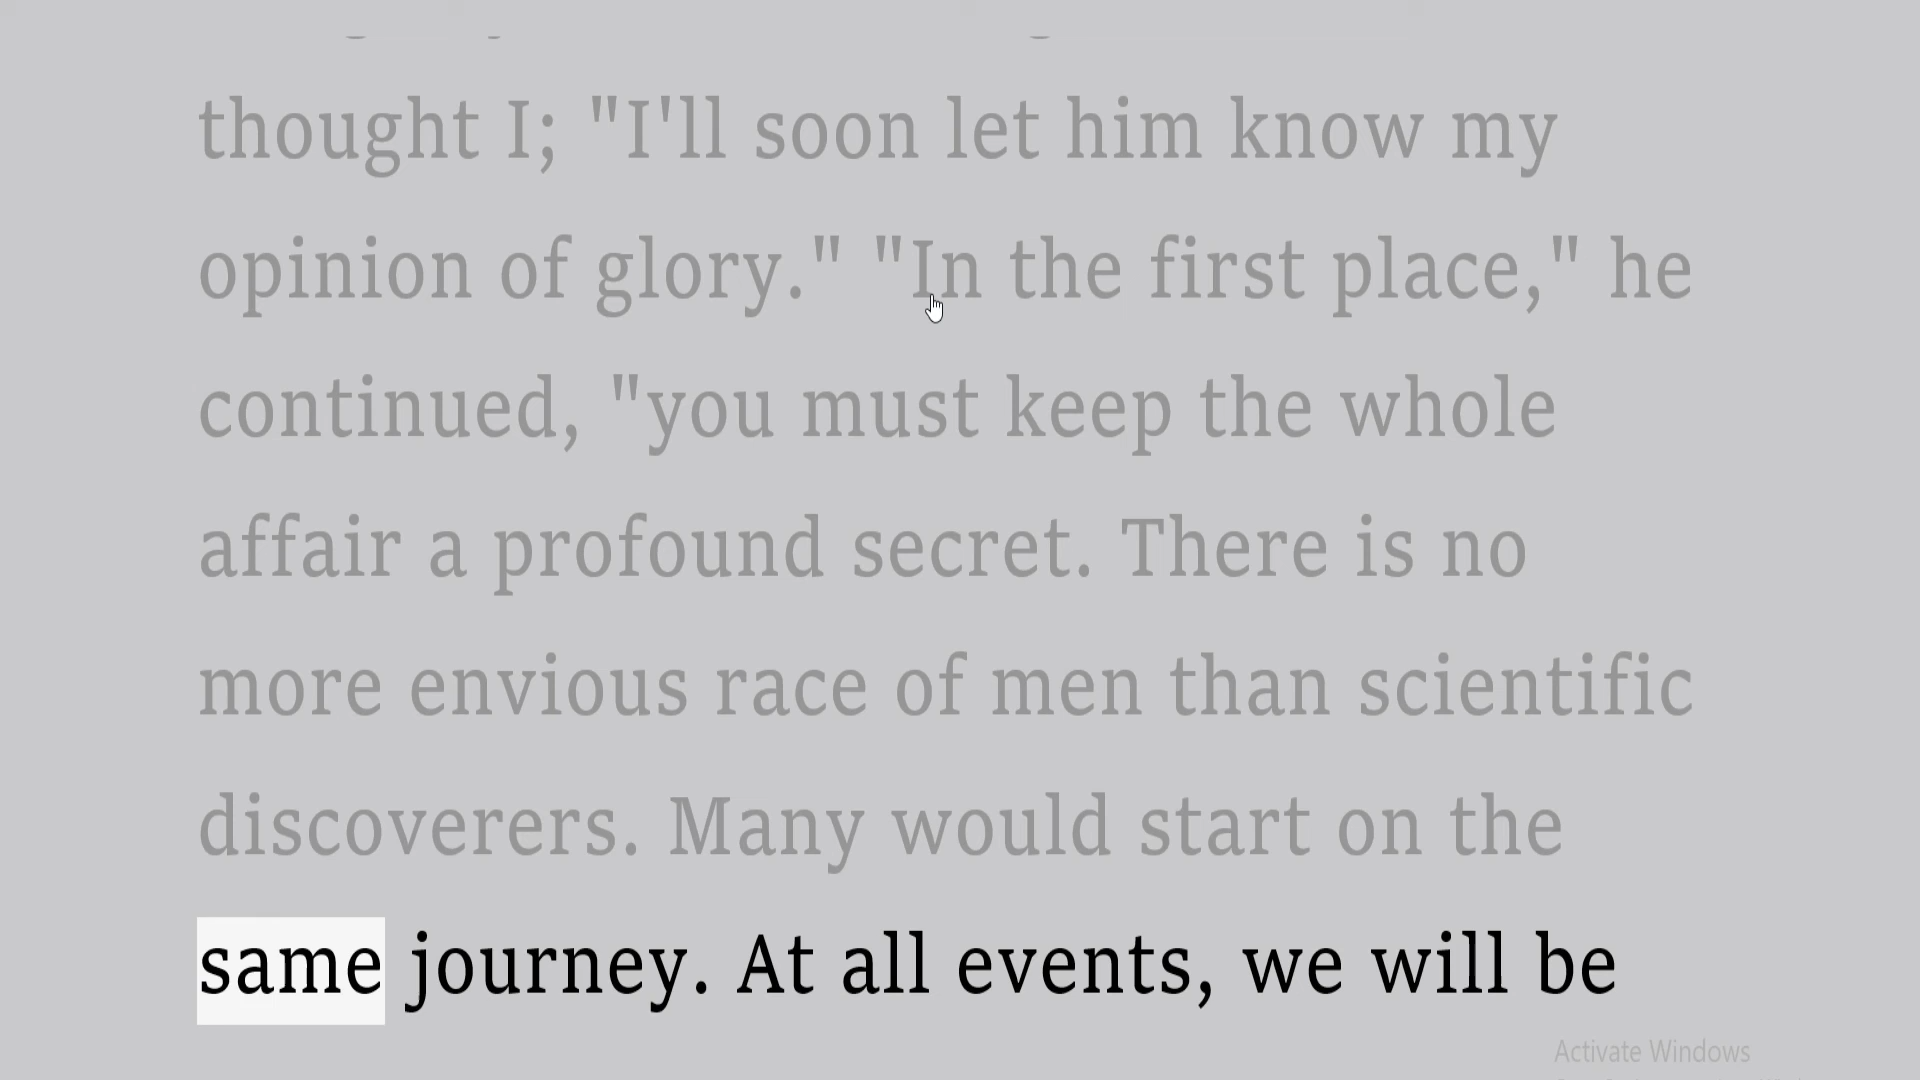 thought I; "I'll soon let him know my
opinion of glory." "In the first place," he
continued, "you must keep the whole
affair a profound secret. There is no
more envious race of men than scientific
discoverers. Many would start on the
same journey. At all events, we will be
Activate Windows